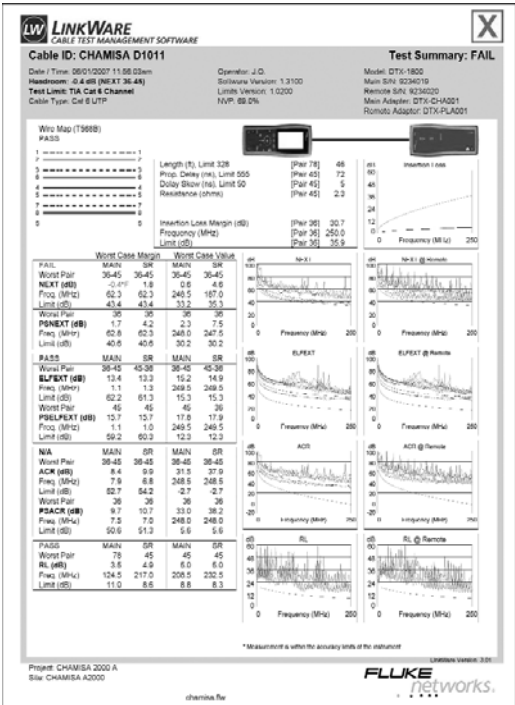 LW LINKWARE
CABLE TEST MANAGEMENT SOFTWARE
X
Cable ID: CHAMISA D1011
Test Summary: FAIL
Date / Time: 06/01/2007 11:56:03am
Headroom: -0.4 dB (NEXT 36-45)
Test Limit: TIA Cat 6 Channel
Cable Type: Cat 6 UTP
Operator: J.O.
Software Version: 1.3100
Limits Version: 1.0200
NVP: 69.0%
Model: DTX-1800
Main S/N: 9234019
Remote S/N: 9234020
Main Adapter: DTX-CHA001
Remote Adapter: DTX-PLA001
Wire Map (T568B)
PASS
Length (ft), Limit 328 [Pair 78] 46
Prop. Delay (ns), Limit 555 [Pair 45] 72
Delay Skew (ns), Limit 50 [Pair 45] 5
Resistance (ohms) [Pair 45] 2.3
Insertion Loss Margin (dB) [Pair 36] 30.7
Frequency (MHz) [Pair 36] 250.0
Limit (dB) [Pair 36] 35.9
Insertion Loss
Frequency (MHz)
Worst Case Margin Worst Case Value
FAIL MAIN SR MAIN SR
Worst Pair 36-45 36-45 36-45 36-45
NEXT (dB) -0.4*F 1.8 0.6 4.6
Freq. (MHz) 62.3 62.3 248.5 187.0
Limit (dB) 43.4 43.4 33.2 35.3
Worst Pair 36 36 36 36
PSNEXT (dB) 1.7 4.2 2.3 7.5
Freq. (MHz) 62.8 62.3 248.0 247.5
Limit (dB) 40.6 40.6 30.2 30.2
PASS MAIN SR MAIN SR
Worst Pair 36-45 45-36 36-45 45-36
ELFEXT (dB) 13.4 13.3 15.2 14.9
Freq. (MHz) 1.1 1.3 249.5 249.5
Limit (dB) 62.2 61.3 15.3 15.3
Worst Pair 45 45 45 36
PSELFEXT (dB) 15.7 15.7 17.8 17.9
Freq. (MHz) 1.1 1.0 249.5 249.5
Limit (dB) 59.2 60.3 12.3 12.3
N/A MAIN SR MAIN SR
Worst Pair 36-45 36-45 36-45 36-45
ACR (dB) 8.4 9.9 31.5 37.9
Freq. (MHz) 7.9 6.8 248.5 248.5
Limit (dB) 52.7 54.2 -2.7 -2.7
Worst Pair 36 36 36 36
PSACR (dB) 9.7 10.7 33.0 38.2
Freq. (MHz) 7.3 7.0 248.0 248.0
Limit (dB) 50.6 51.3 5.6 5.6
PASS MAIN SR MAIN SR
Worst Pair 78 45 45 45
RL (dB) 3.5 4.9 5.0 6.0
Freq. (MHz) 124.5 217.0 208.5 232.5
Limit (dB) 11.0 8.6 8.8 8.3
NEXT
NEXT @ Remote
Frequency (MHz)
Frequency (MHz)
ELFEXT
ELFEXT @ Remote
Frequency (MHz)
Frequency (MHz)
ACR
ACR @ Remote
Frequency (MHz)
Frequency (MHz)
RL
RL @ Remote
Frequency (MHz)
Frequency (MHz)
* Measurement is within the accuracy limits of the instrument
LinkWare Version 3.01
Project: CHAMISA 2000 A
Site: CHAMISA A2000
chamisa.flw
FLUKE networks.